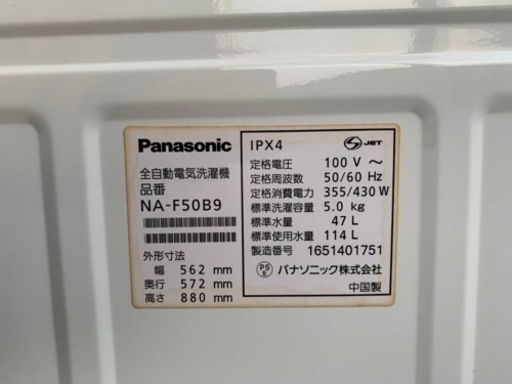 Panasonic
全自動電気洗濯機
品番
NA-F50B9
外形寸法
幅 562 mm
奥行 572 mm
高さ 880 mm
IPX4
S JET
定格電圧 100 V ～
定格周波数 50/60 Hz
定格消費電力 355/430 W
標準洗濯容量 5.0 kg
標準水量 47 L
標準使用水量 114 L
製造番号 1651401751
PS E パナソニック株式会社
中国製